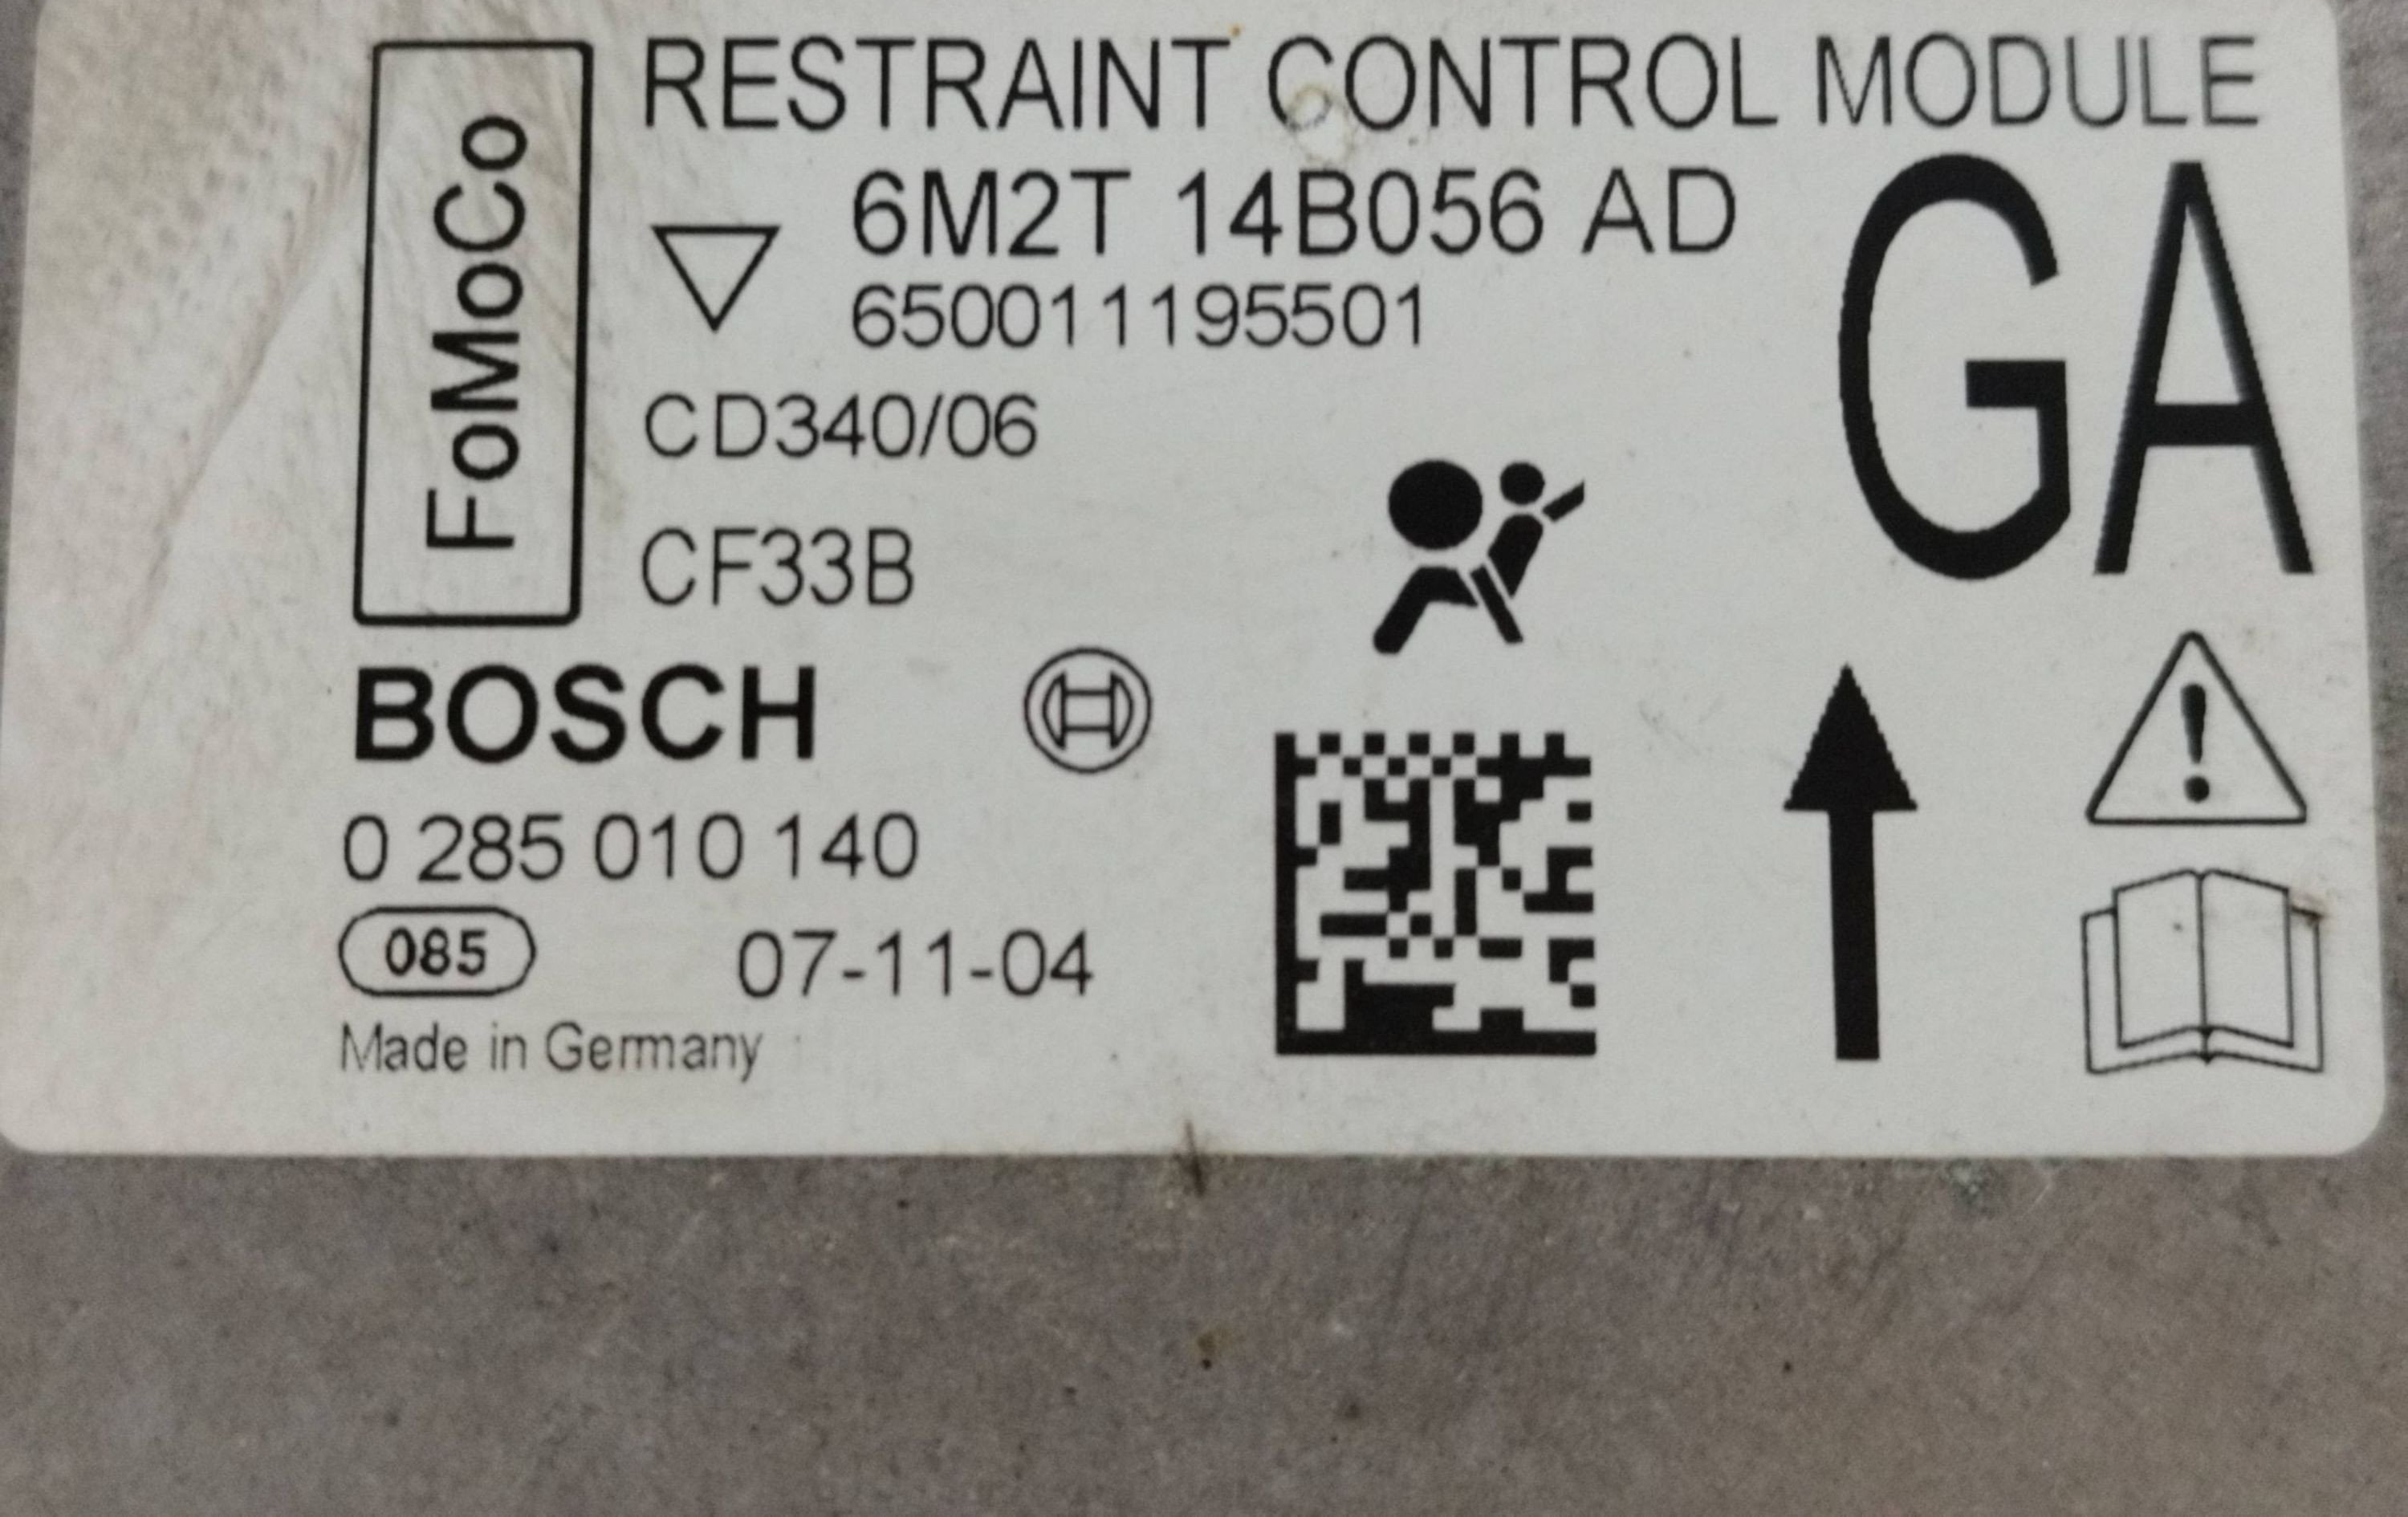 FoMoCo
RESTRAINT CONTROL MODULE
6M2T 14B056 AD
650011195501
GA
CD340/06
CF33B
BOSCH
0 285 010 140
085
07-11-04
Made in Germany